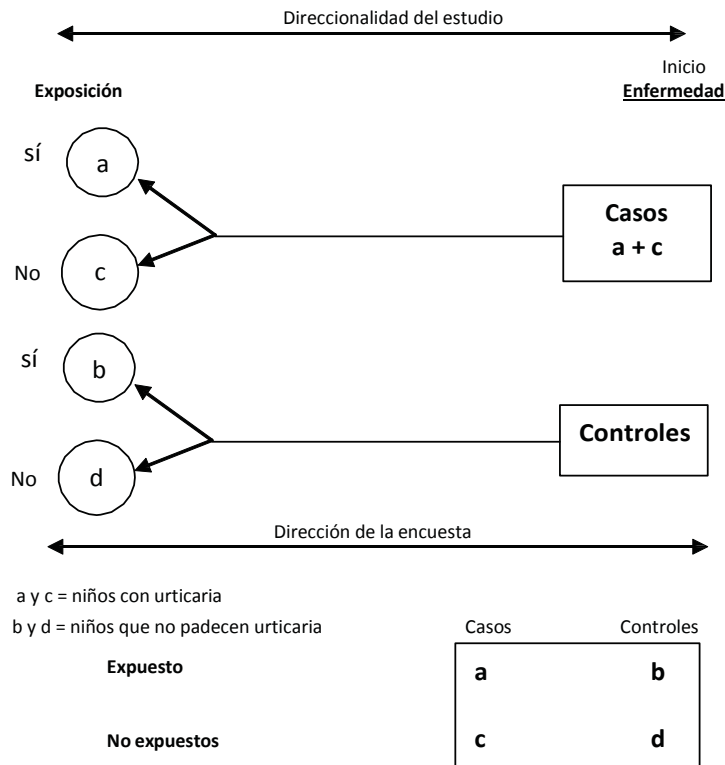 Direccionalidad del estudio
Inicio
Exposición Enfermedad
sí a
Casos
a + c
No c
sí b
Controles
No d
Dirección de la encuesta
a y c = niños con urticaria
b y d = niños que no padecen urticaria Casos Controles
Expuesto a b
No expuestos c d